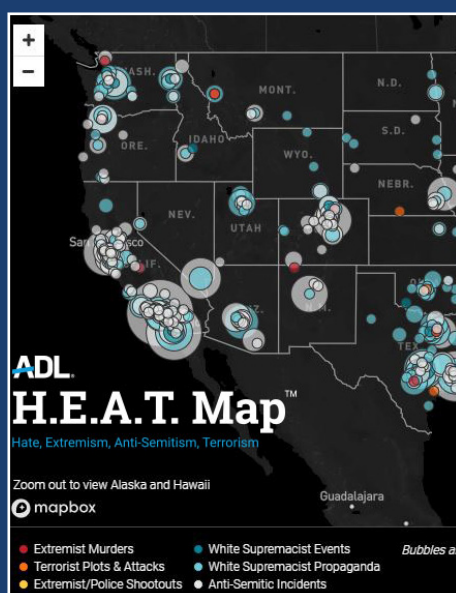 +
−
WASH.
MONT.
N.D.
ORE.
IDAHO
S.D.
WYO.
NEBR.
NEV.
UTAH
San
CALIF.
ARIZ.
N.M.
TEX.
ADL.
H.E.A.T. Map™
Hate, Extremism, Anti-Semitism, Terrorism
Zoom out to view Alaska and Hawaii
mapbox
Guadalajara
Extremist Murders
White Supremacist Events
Bubbles
Terrorist Plots & Attacks
White Supremacist Propaganda
Extremist/Police Shootouts
Anti-Semitic Incidents